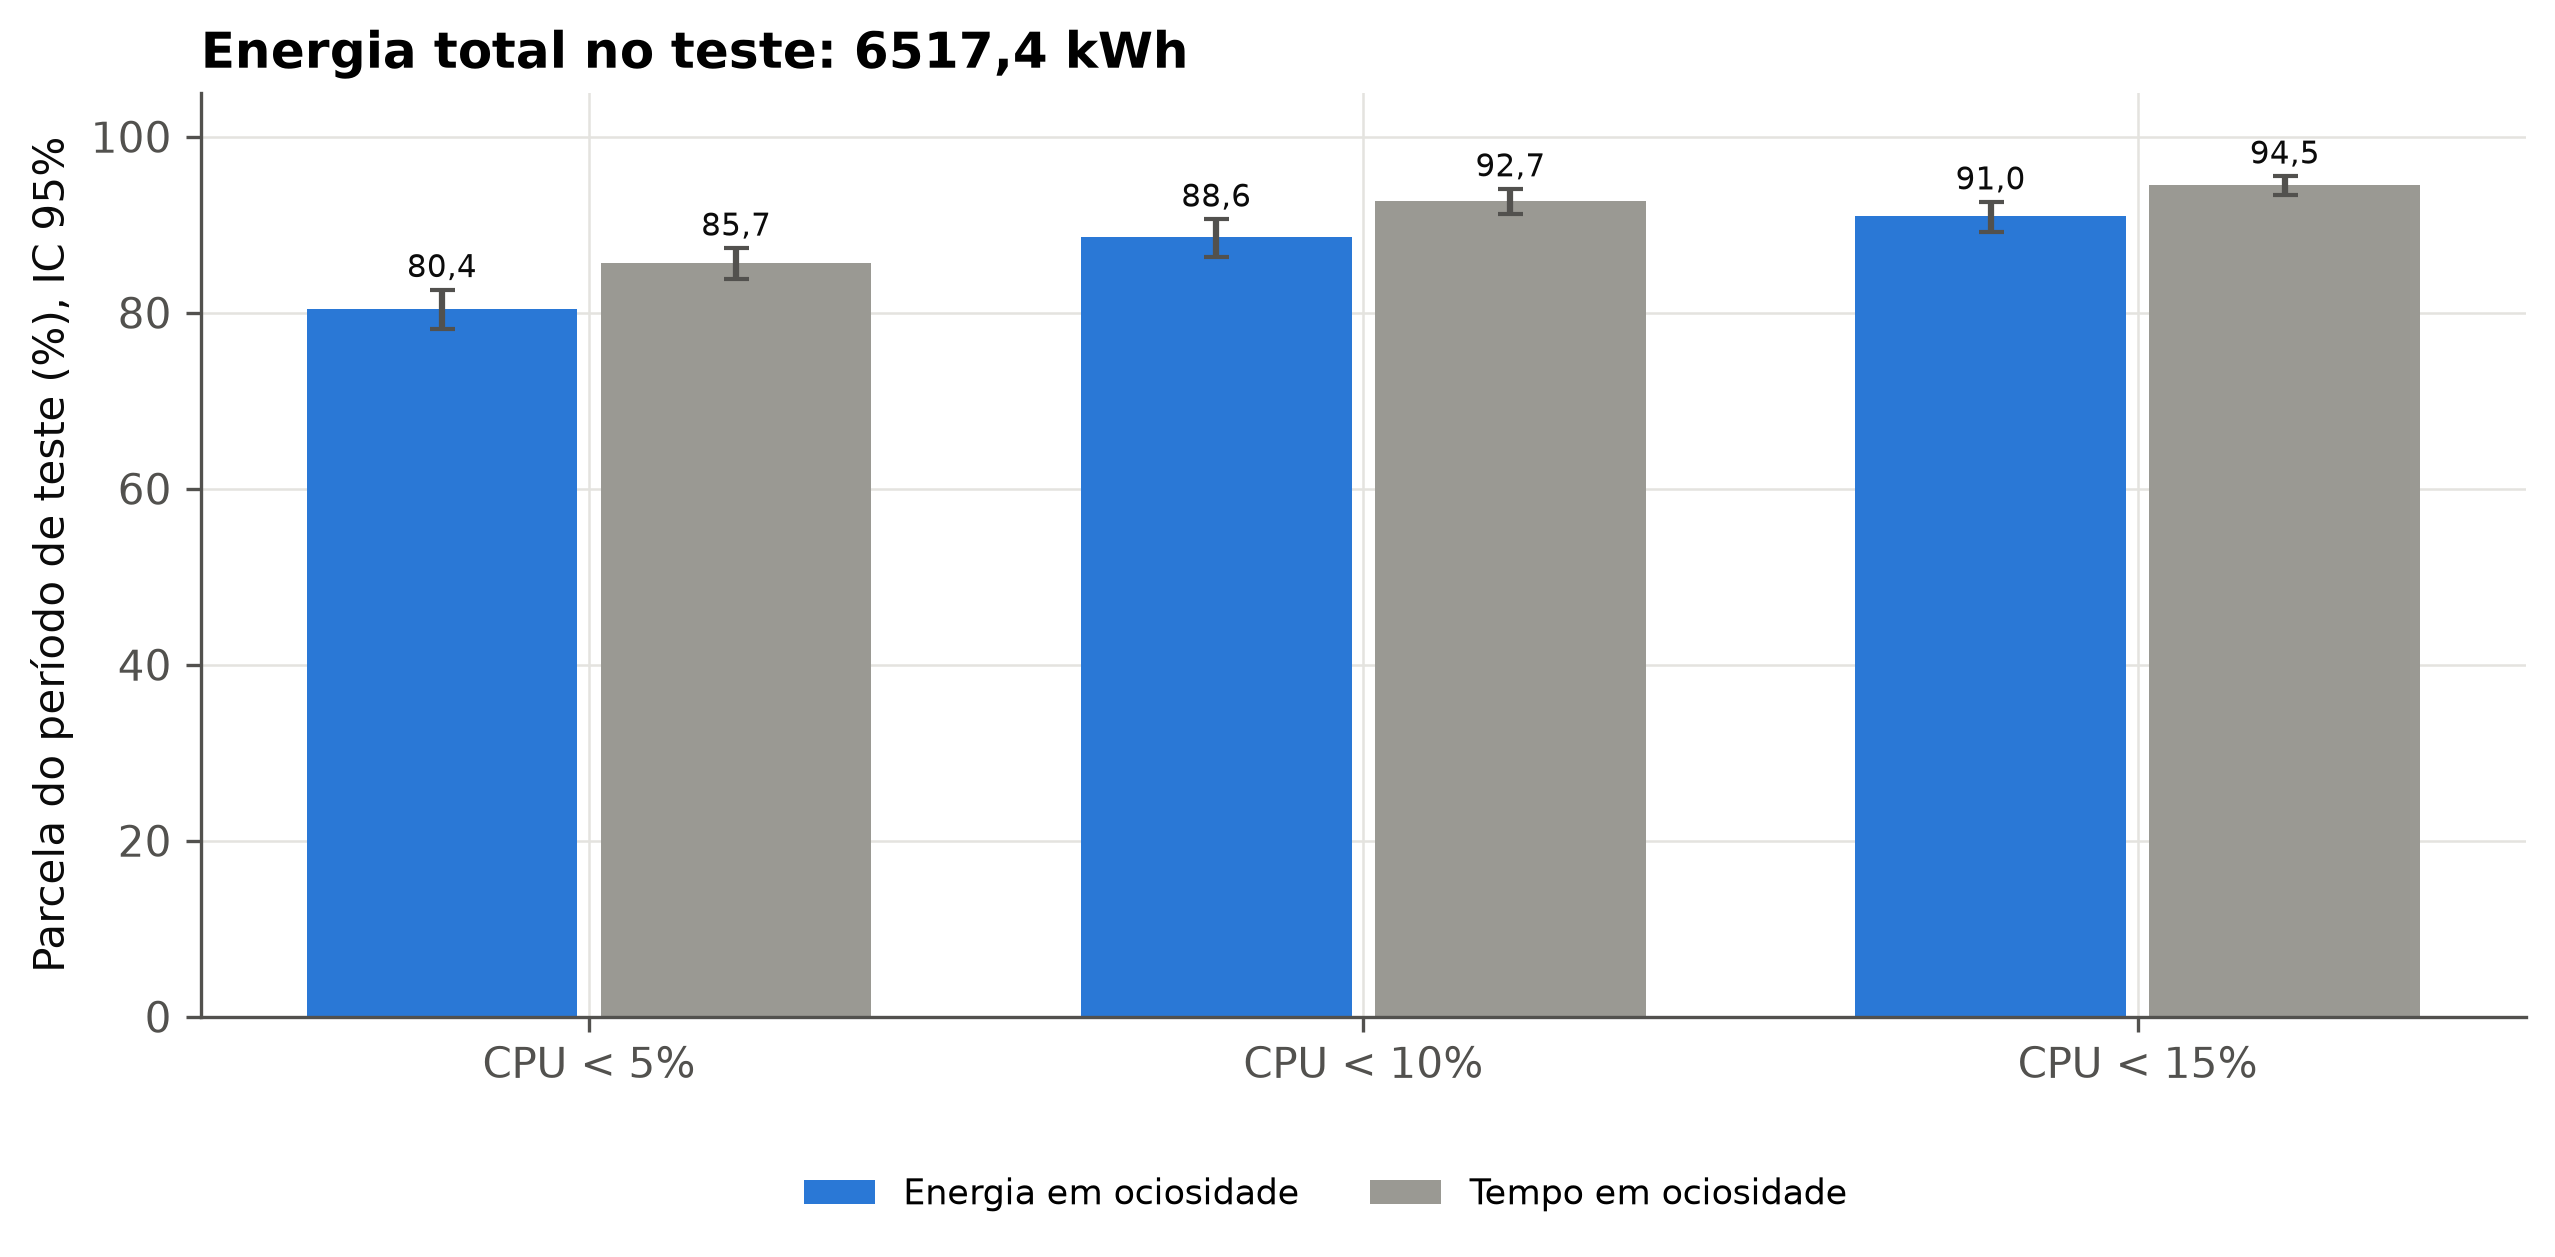 Energia total no teste: 6517,4 kWh
Parcela do período de teste (%), IC 95%
100
80
60
40
20
0
80,4
85,7
88,6
92,7
91,0
94,5
CPU < 5%
CPU < 10%
CPU < 15%
Energia em ociosidade
Tempo em ociosidade